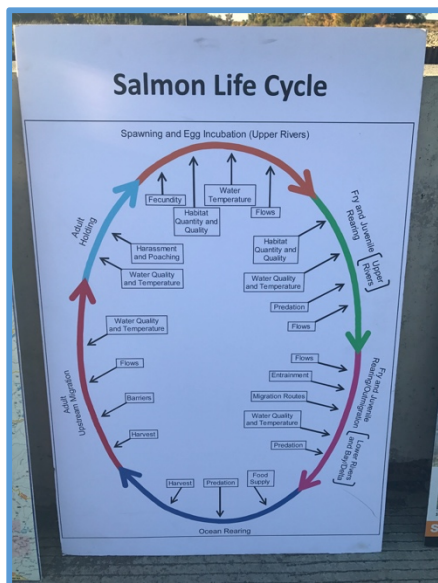 Salmon Life Cycle
Spawning and Egg Incubation (Upper Rivers)
Fecundity
Habitat
Quantity and
Quality
Water
Temperature
Flows
Fry and Juvenile
Rearing
(Upper
Rivers)
Habitat
Quantity and
Quality
Water Quality
and Temperature
Predation
Flows
Fry and Juvenile
Rearing/Outmigration
(Lower Rivers
and Bay/Delta)
Flows
Entrainment
Migration Routes
Water Quality
and Temperature
Predation
Ocean Rearing
Food
Supply
Predation
Harvest
Adult
Upstream Migration
Harvest
Barriers
Flows
Water Quality
and Temperature
Adult
Holding
Water Quality
and Temperature
Harassment
and Poaching
S